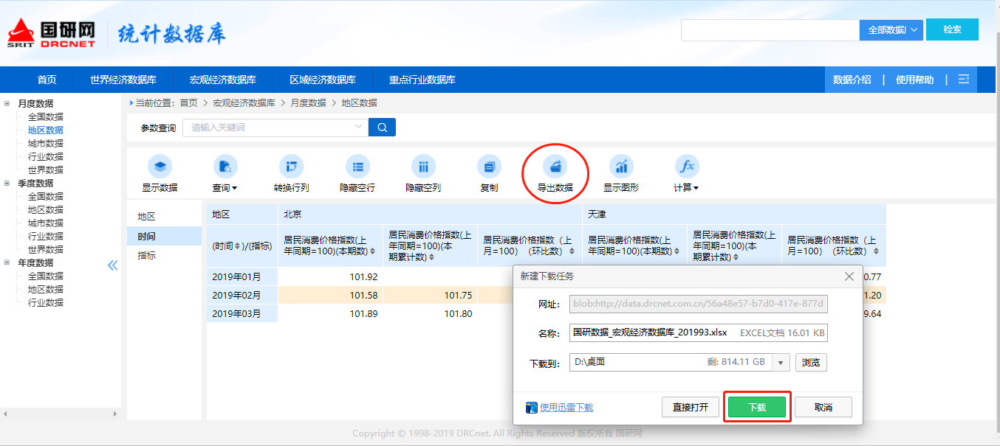 SRIT 国研网 DRCNET 统计数据库
全部数据 检索
首页 世界经济数据库 宏观经济数据库 区域经济数据库 重点行业数据库 数据介绍 | 使用帮助 |
月度数据
全国数据
地区数据
城市数据
行业数据
世界数据
季度数据
全国数据
地区数据
城市数据
行业数据
世界数据
年度数据
全国数据
地区数据
行业数据
当前位置: 首页 > 宏观经济数据库 > 月度数据 > 地区数据
参数查询 请输入关键词
显示数据 查询 转换行列 隐藏空行 隐藏空列 复制 导出数据 显示图形 fx 计算
地区
时间
指标
地区 北京 天津
(时间)/(指标)
居民消费价格指数(上
年同期=100)(本期数)
居民消费价格指数(上
年同期=100)(本
期累计数)
居民消费价格指数（上
月=100）（环比数）
居民消费价格指数(上
年同期=100)(本期数)
居民消费价格指数(上
年同期=100)(本
期累计数)
居民消费价格指数（上
月=100）（环比数）
2019年01月 101.92 0.77
2019年02月 101.58 101.75 1.20
2019年03月 101.89 101.80 9.64
新建下载任务
网址: blob:http://data.drcnet.com.cn/56a48e57-b7d0-417e-877d
名称: 国研数据_宏观经济数据库_201993.xlsx EXCEL文档 16.01 KB
下载到: D:\桌面 剩: 814.11 GB 浏览
使用迅雷下载 直接打开 下载 取消
Copyright © 1998-2019 DRCnet. All Rights Reserved 版权所有 国研网